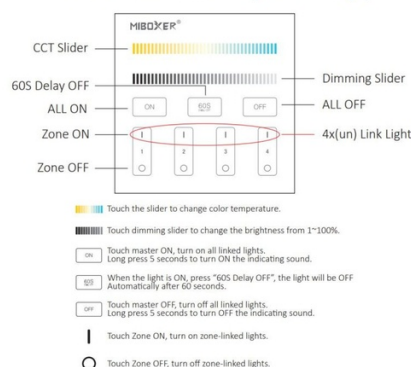 MIBOXER®
CCT Slider
Dimming Slider
60S Delay OFF
ON
60S
OFF
ALL ON
ALL OFF
Zone ON
4x(un) Link Light
1 2 3 4
Zone OFF
Touch the slider to change color temperature.
Touch dimming slider to change the brightness from 1~100%.
ON
Touch master ON, turn on all linked lights.
Long press 5 seconds to turn ON the indicating sound.
60S
When the light is ON, press "60S Delay OFF", the light will be OFF
Automatically after 60 seconds.
OFF
Touch master OFF, turn off all linked lights.
Long press 5 seconds to turn OFF the indicating sound.
Touch Zone ON, turn on zone-linked lights.
Touch Zone OFF, turn off zone-linked lights.